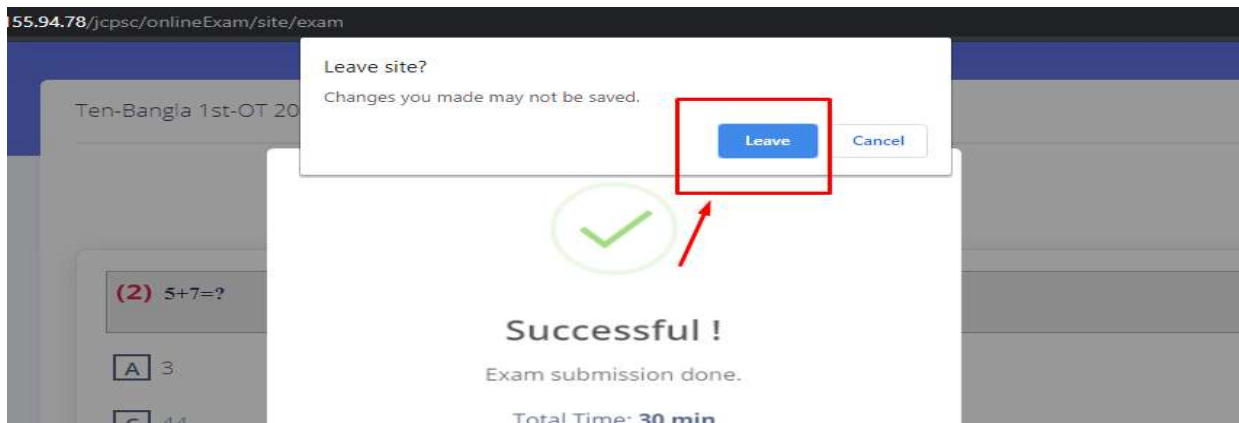 155.94.78/jcpsc/onlineExam/site/exam
Leave site?
Changes you made may not be saved.
Leave Cancel
Ten-Bangla 1st-OT 20
(2) 5+7=?
A 3
Successful !
Exam submission done.
Total Time: 30 min